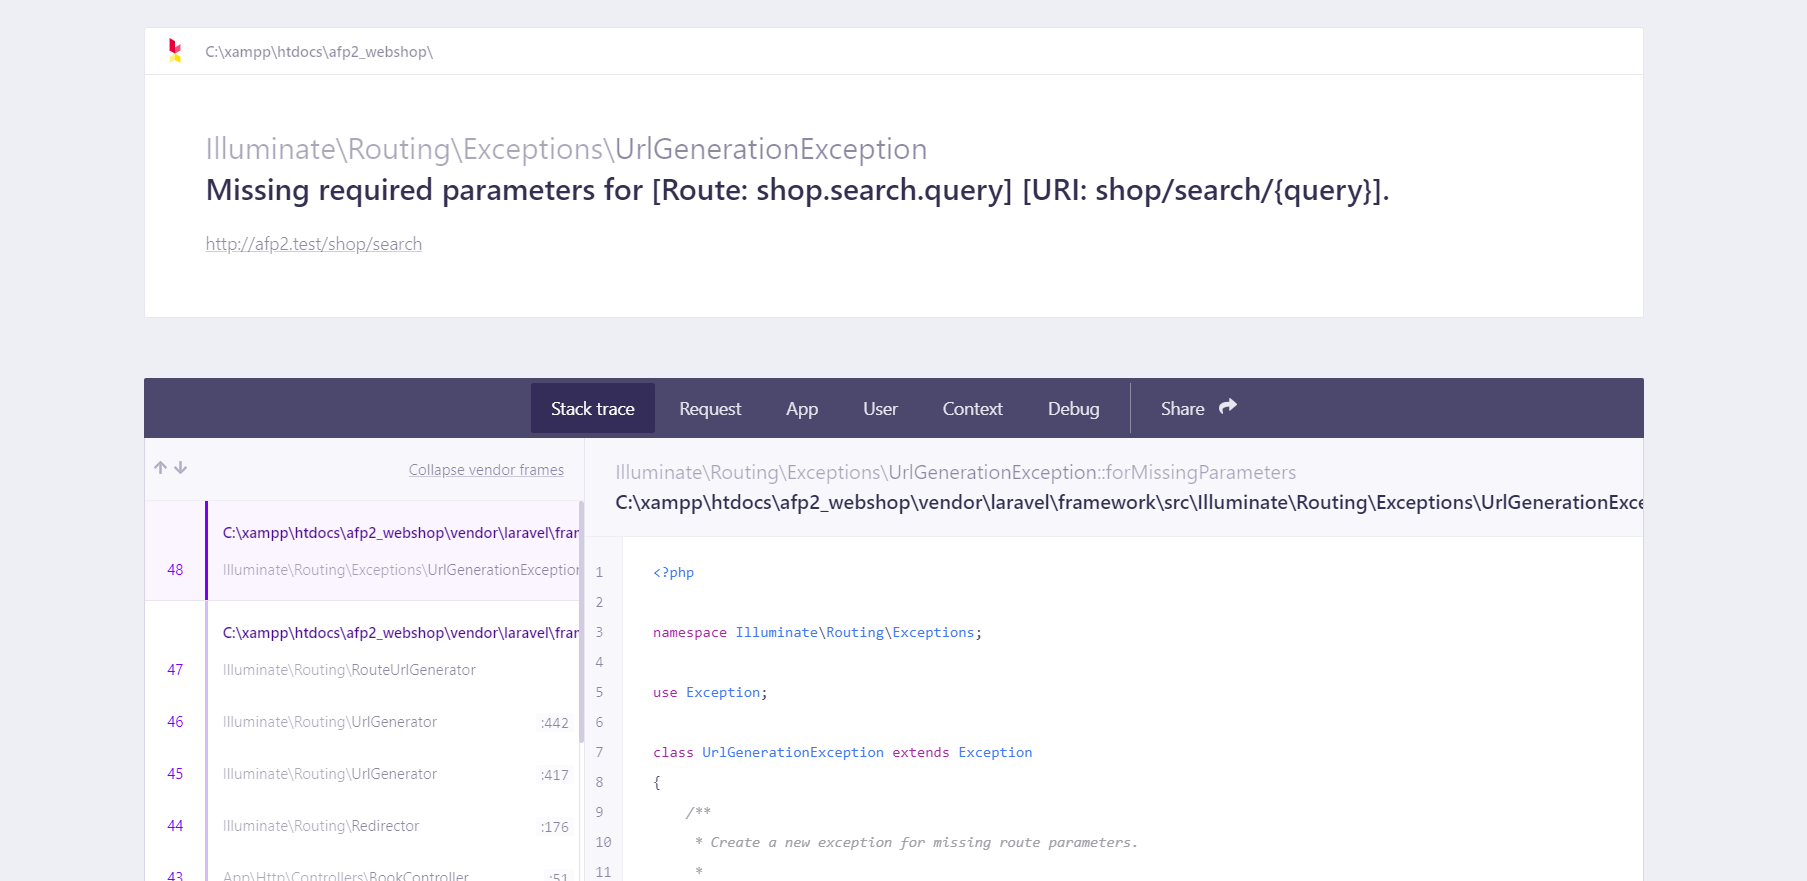 C:\xampp\htdocs\afp2_webshop\
Illuminate\Routing\Exceptions\UrlGenerationException
Missing required parameters for [Route: shop.search.query] [URI: shop/search/{query}].
http://afp2.test/shop/search
Stack trace Request App User Context Debug Share
Collapse vendor frames
C:\xampp\htdocs\afp2_webshop\vendor\laravel\fran
48 Illuminate\Routing\Exceptions\UrlGenerationException
C:\xampp\htdocs\afp2_webshop\vendor\laravel\fran
47 Illuminate\Routing\RouteUrlGenerator
46 Illuminate\Routing\UrlGenerator :442
45 Illuminate\Routing\UrlGenerator :417
44 Illuminate\Routing\Redirector :176
43 App\Http\Controllers\BookController :51
Illuminate\Routing\Exceptions\UrlGenerationException::forMissingParameters
C:\xampp\htdocs\afp2_webshop\vendor\laravel\framework\src\Illuminate\Routing\Exceptions\UrlGenerationExce
1 <?php
2
3 namespace Illuminate\Routing\Exceptions;
4
5 use Exception;
6
7 class UrlGenerationException extends Exception
8 {
9 /**
10 * Create a new exception for missing route parameters.
11 *